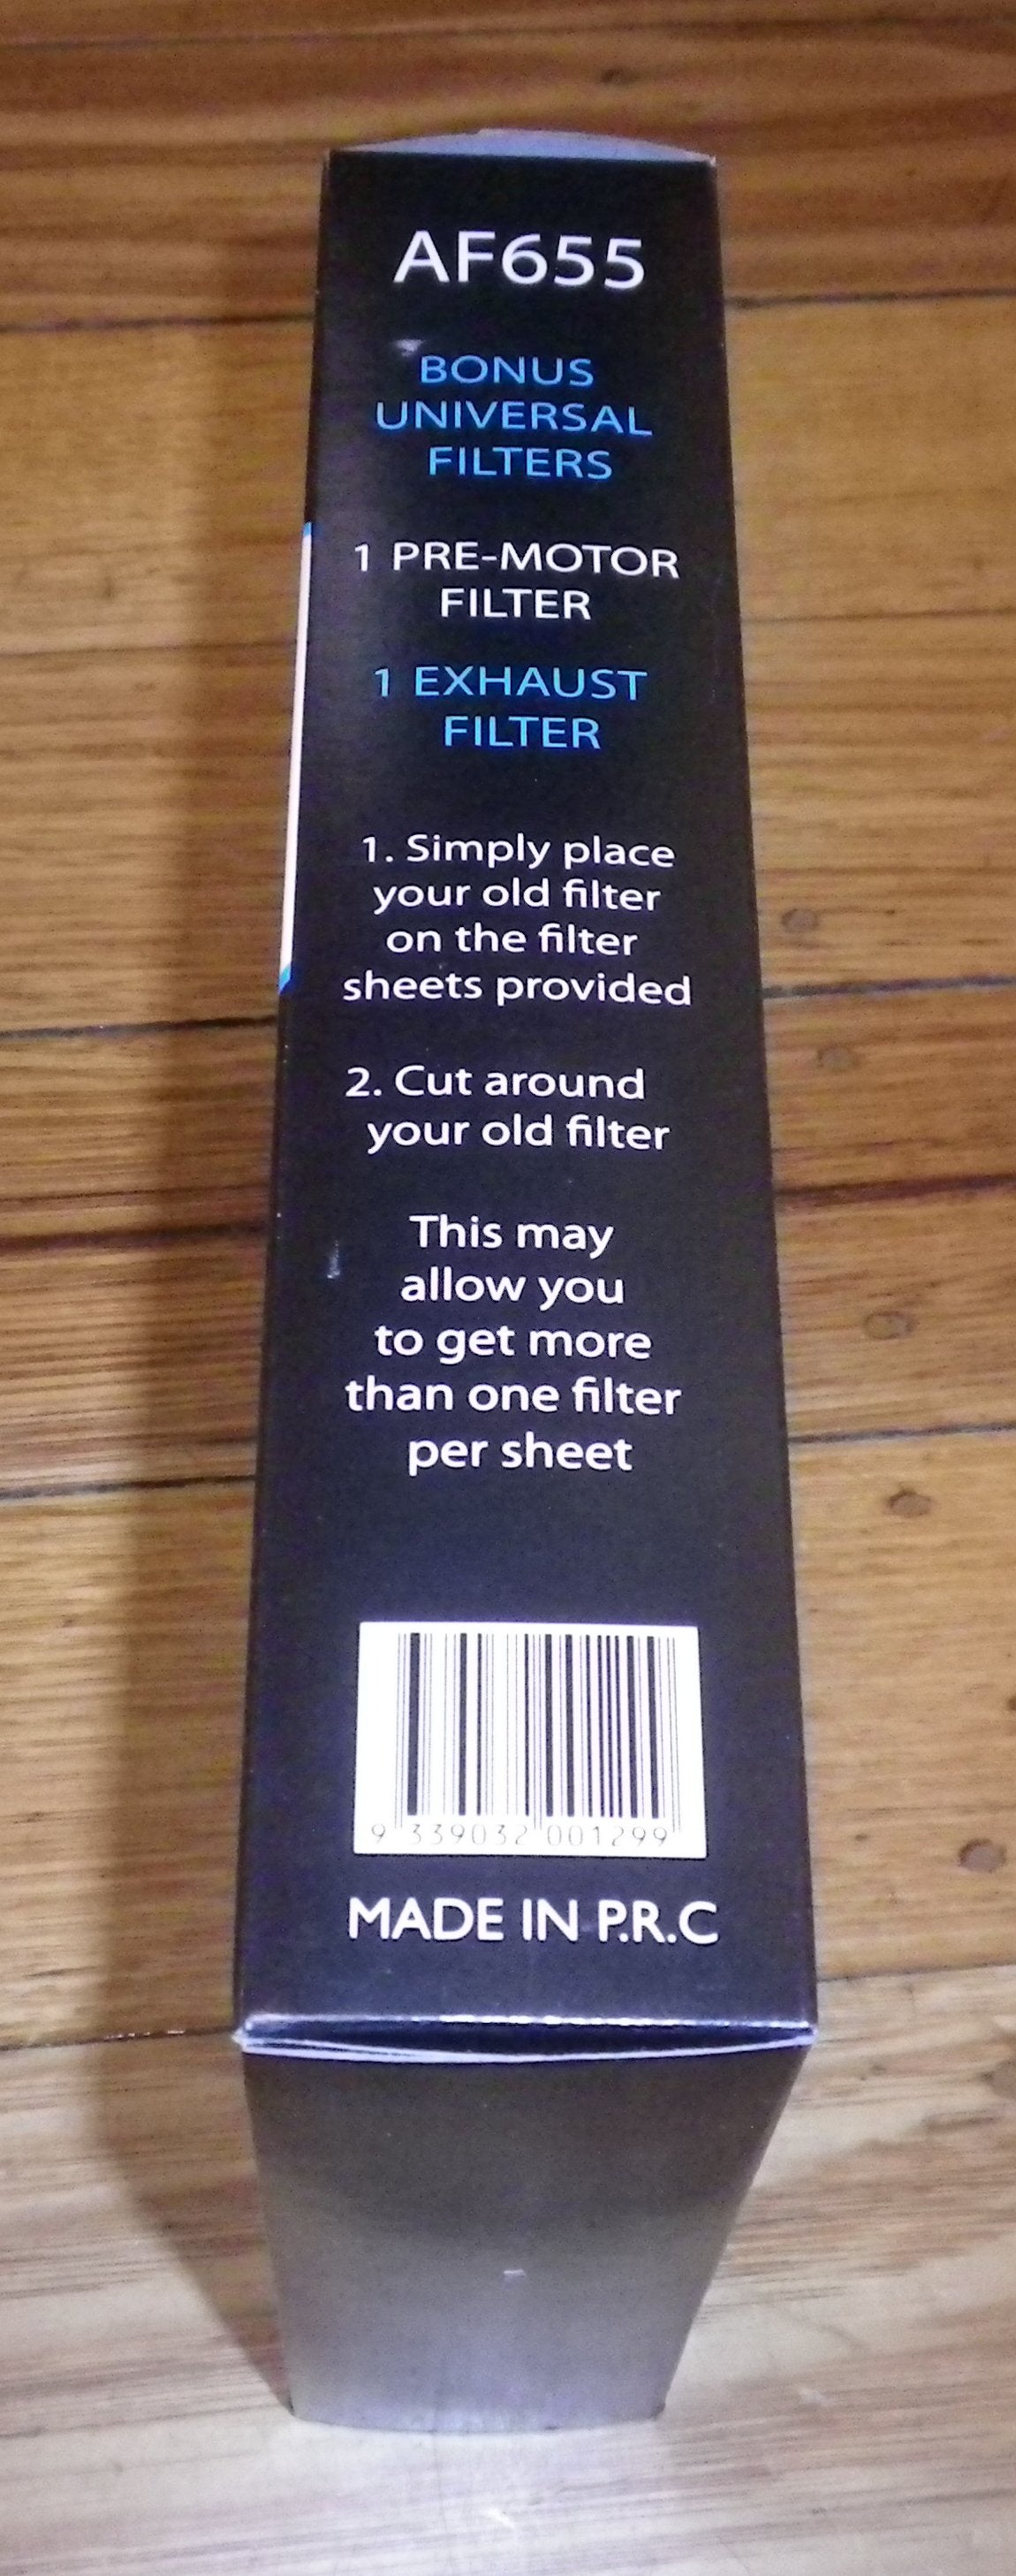 AF655
BONUS
UNIVERSAL
FILTERS
1 PRE-MOTOR
FILTER
1 EXHAUST
FILTER
1. Simply place
your old filter
on the filter
sheets provided
2. Cut around
your old filter
This may
allow you
to get more
than one filter
per sheet
9 339032 001299
MADE IN P.R.C